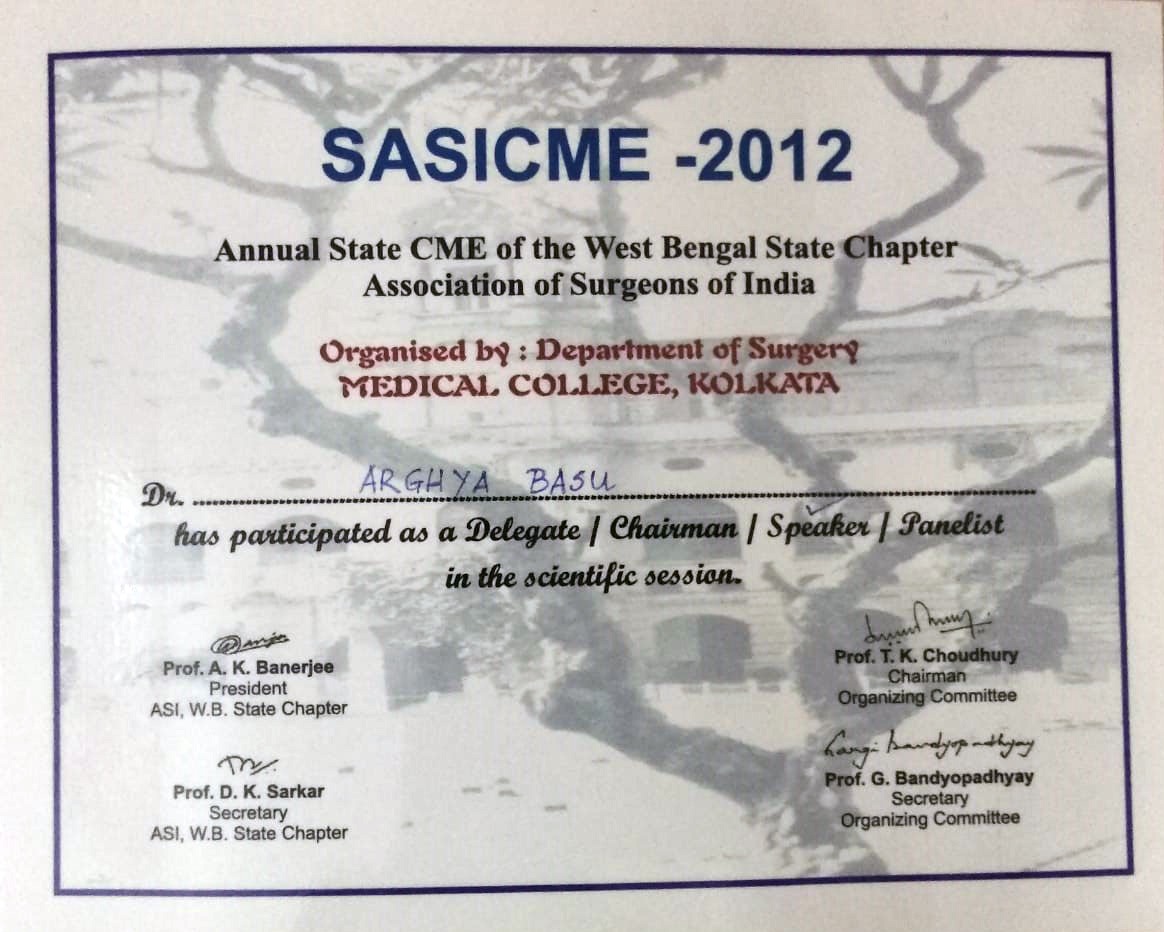 SASICME -2012
Annual State CME of the West Bengal State Chapter
Association of Surgeons of India
Organised by : Department of Surgery
MEDICAL COLLEGE, KOLKATA
Dr. ARGHYA BASU
has participated as a Delegate / Chairman / Speaker / Panelist
in the scientific session.
Prof. A. K. Banerjee
President
ASI, W.B. State Chapter
Prof. T. K. Choudhury
Chairman
Organizing Committee
Prof. D. K. Sarkar
Secretary
ASI, W.B. State Chapter
Bandyopadhyay
Prof. G. Bandyopadhyay
Secretary
Organizing Committee